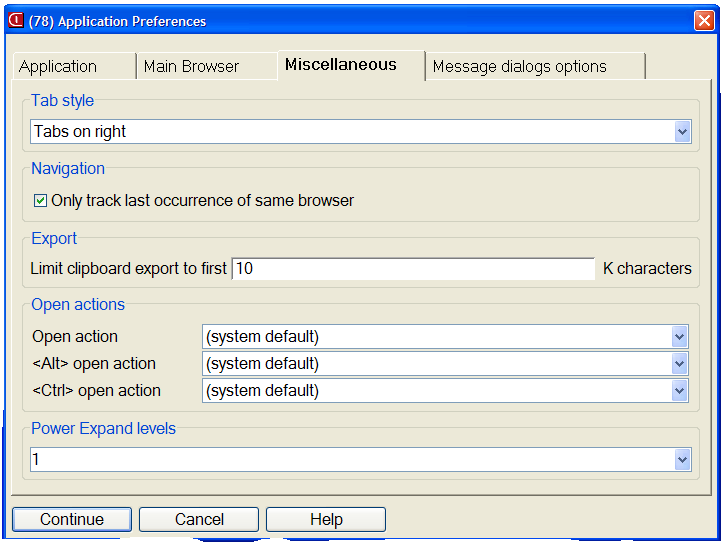 (78) Application Preferences
Application Main Browser Miscellaneous Message dialogs options
Tab style
Tabs on right
Navigation
Only track last occurrence of same browser
Export
Limit clipboard export to first 10 K characters
Open actions
Open action (system default)
<Alt> open action (system default)
<Ctrl> open action (system default)
Power Expand levels
1
Continue Cancel Help